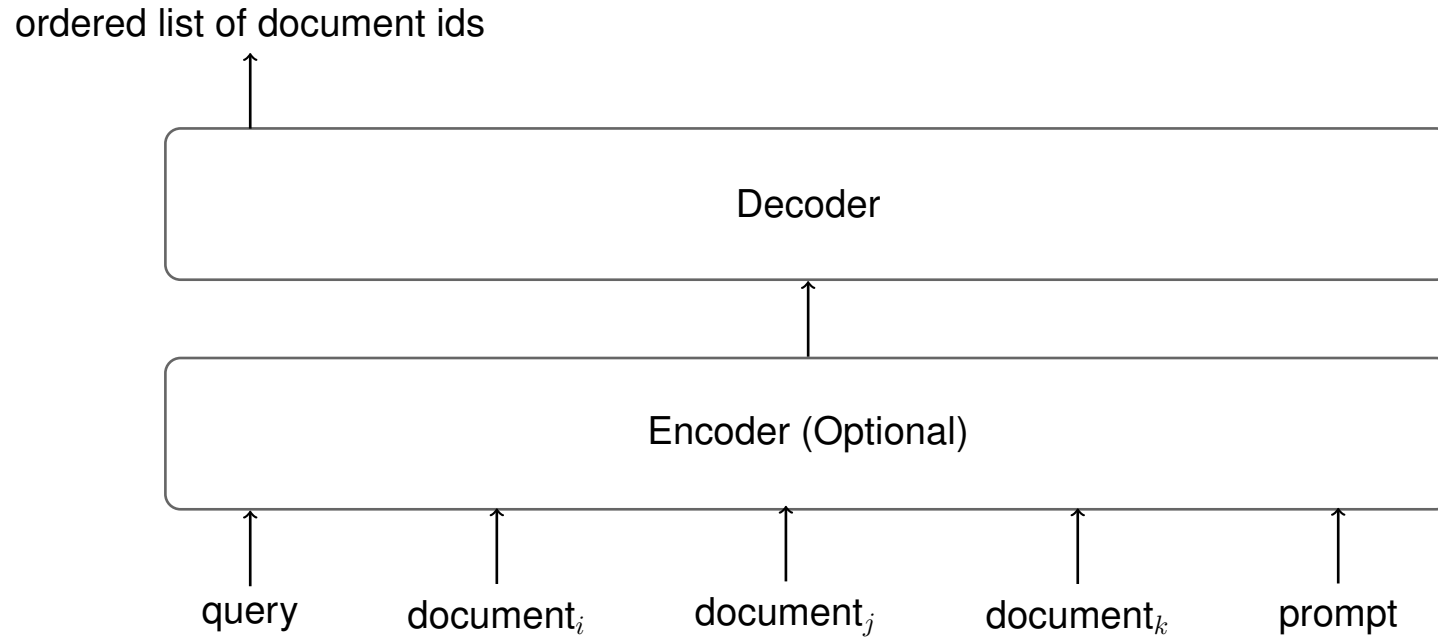 ordered list of document ids
Decoder
Encoder (Optional)
query document_i document_j document_k prompt